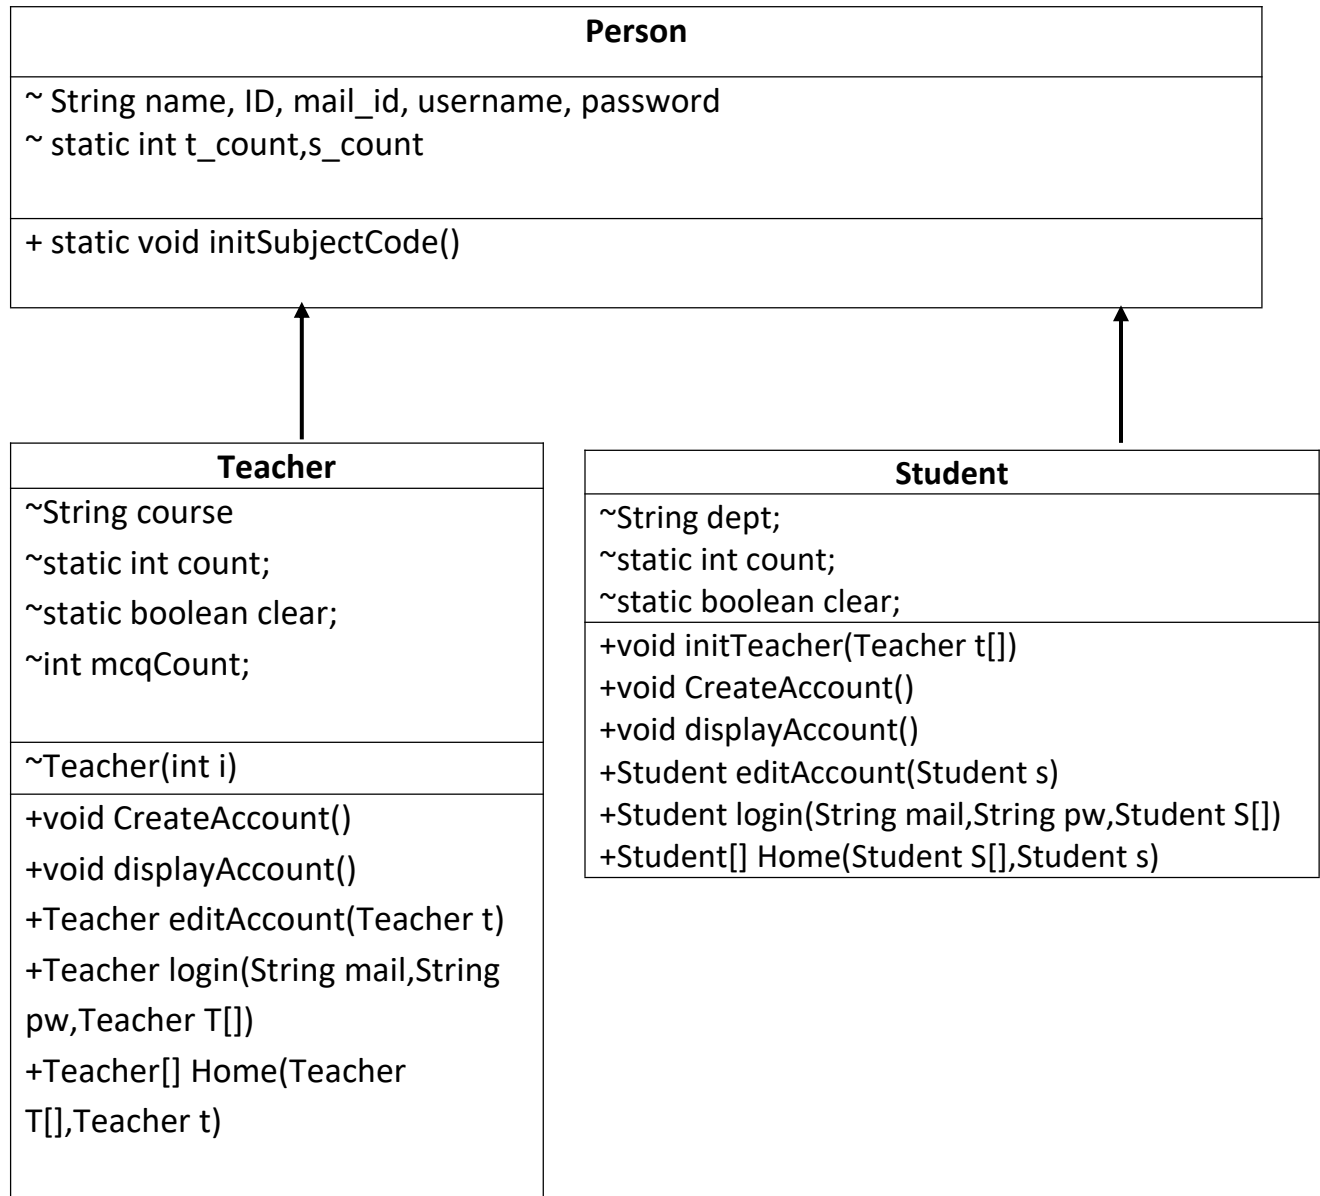 Person
~ String name, ID, mail_id, username, password
~ static int t_count,s_count
+ static void initSubjectCode()
Teacher
~String course
~static int count;
~static boolean clear;
~int mcqCount;
~Teacher(int i)
+void CreateAccount()
+void displayAccount()
+Teacher editAccount(Teacher t)
+Teacher login(String mail,String
pw,Teacher T[])
+Teacher[] Home(Teacher
T[],Teacher t)
Student
~String dept;
~static int count;
~static boolean clear;
+void initTeacher(Teacher t[])
+void CreateAccount()
+void displayAccount()
+Student editAccount(Student s)
+Student login(String mail,String pw,Student S[])
+Student[] Home(Student S[],Student s)